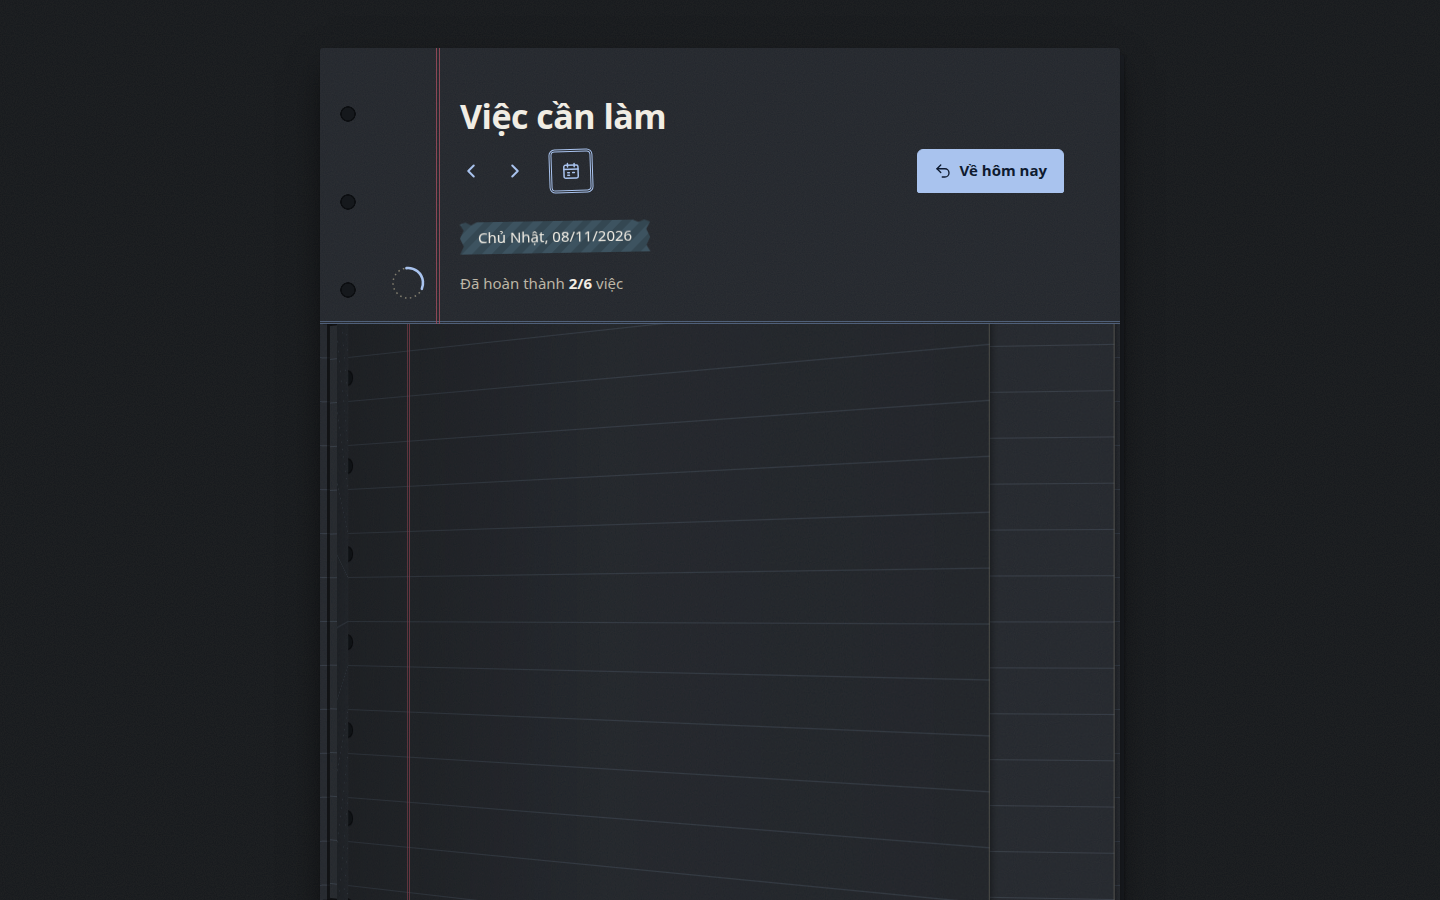 Việc cần làm
Về hôm nay
Chủ Nhật, 08/11/2026
Đã hoàn thành 2/6 việc